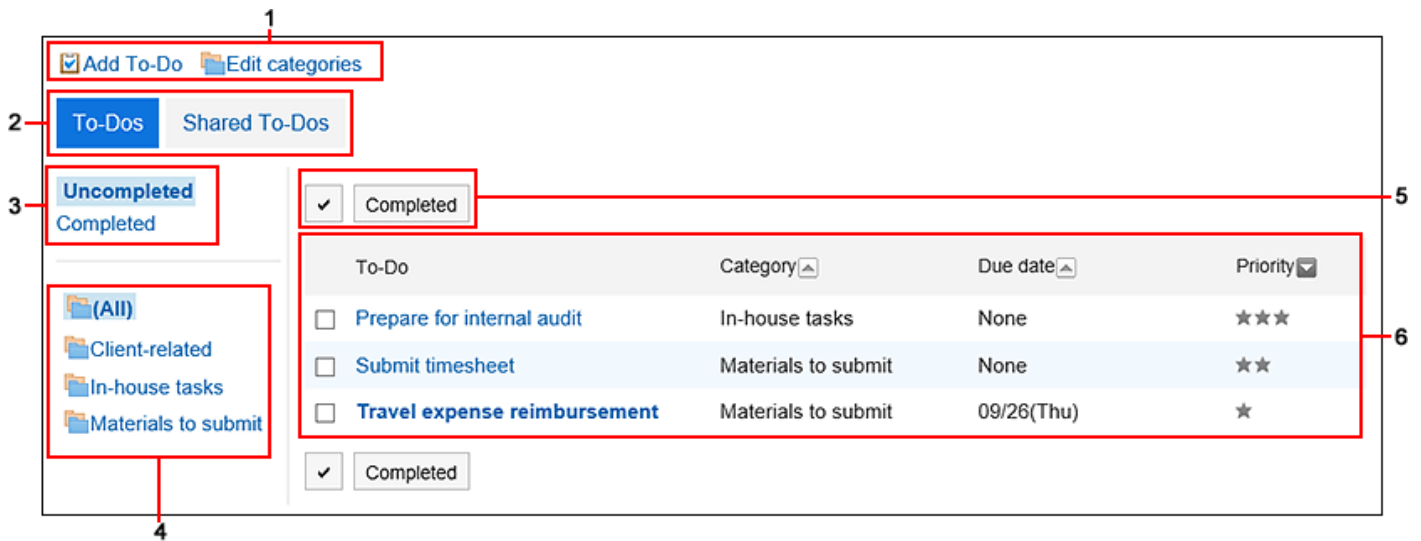 1
Add To-Do Edit categories
2
To-Dos Shared To-Dos
3
Uncompleted
Completed
Completed
5
To-Do Category Due date Priority
(All)
Client-related
In-house tasks
Materials to submit
4
Prepare for internal audit In-house tasks None ★★★
Submit timesheet Materials to submit None ★★
Travel expense reimbursement Materials to submit 09/26(Thu) ★
6
Completed